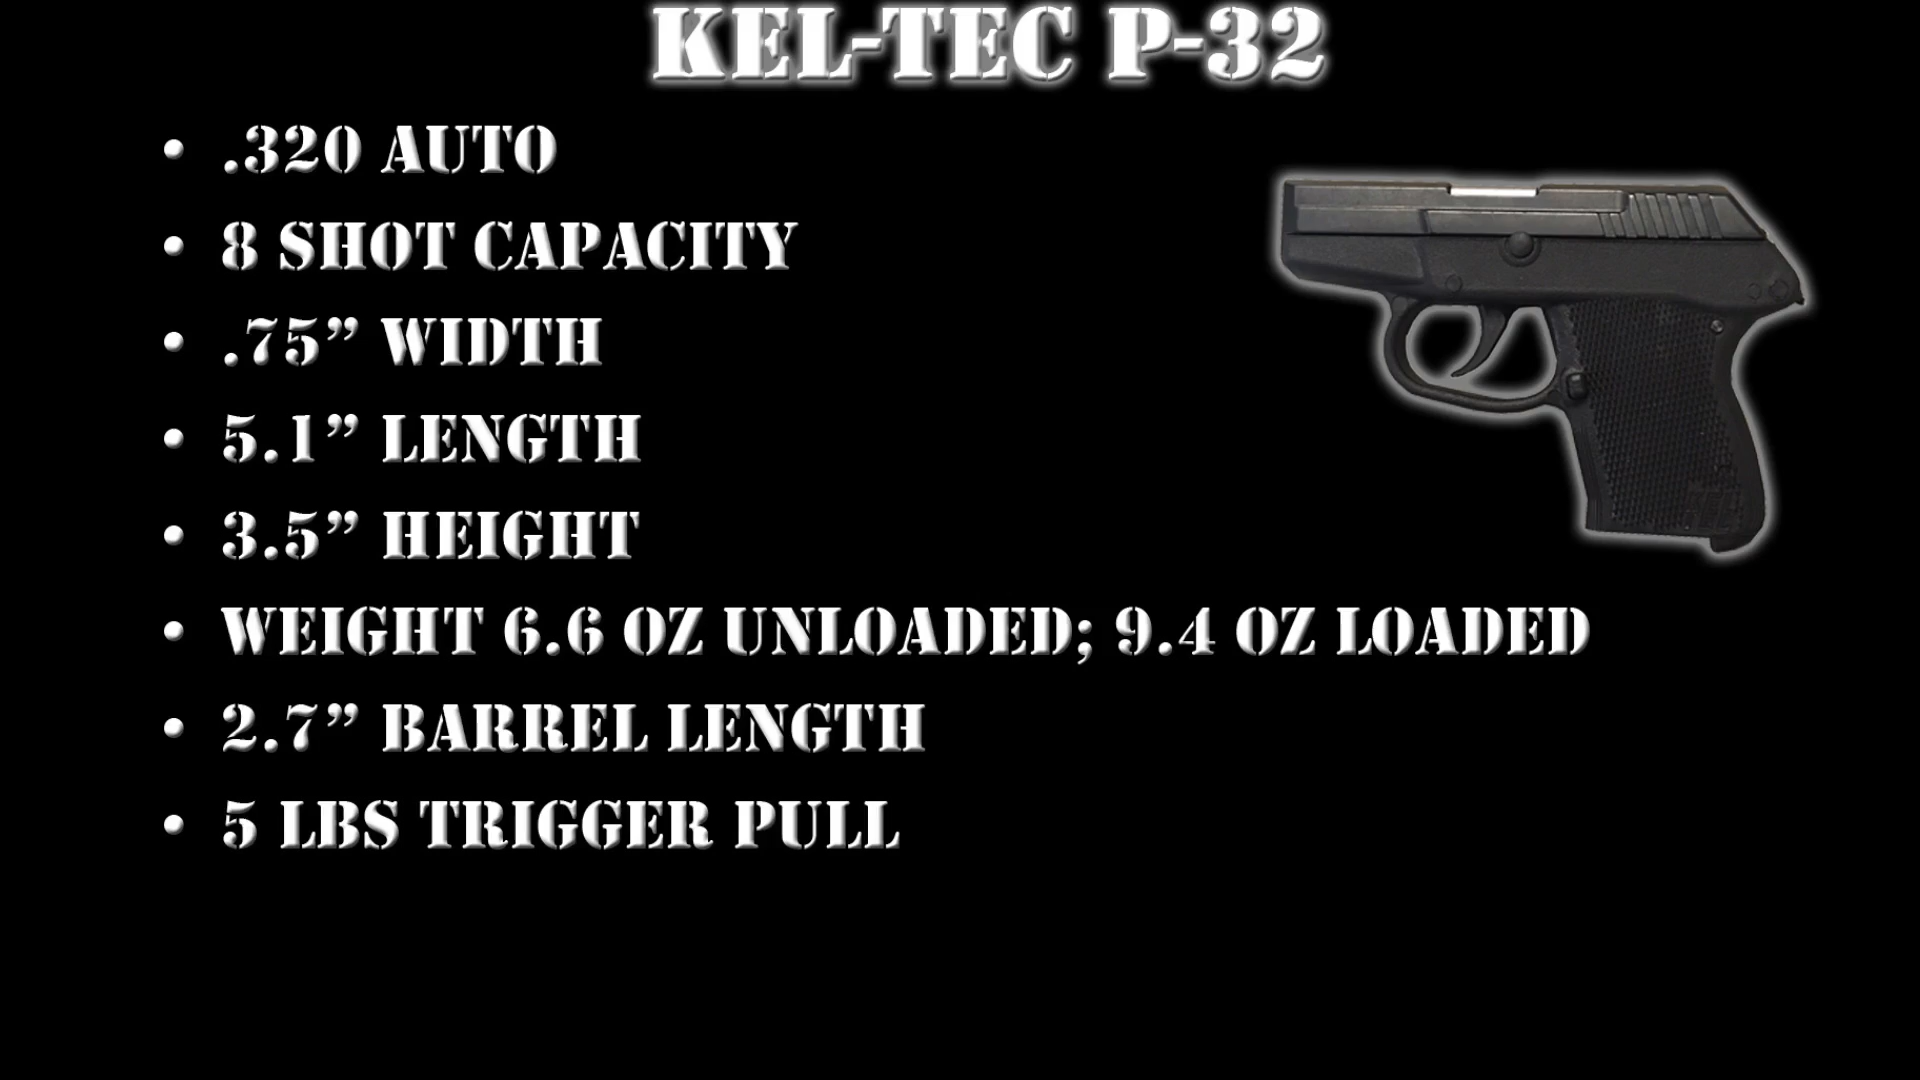 KEL-TEC P-32
• .320 AUTO
• 8 SHOT CAPACITY
• .75” WIDTH
• 5.1” LENGTH
• 3.5” HEIGHT
• WEIGHT 6.6 OZ UNLOADED; 9.4 OZ LOADED
• 2.7” BARREL LENGTH
• 5 LBS TRIGGER PULL